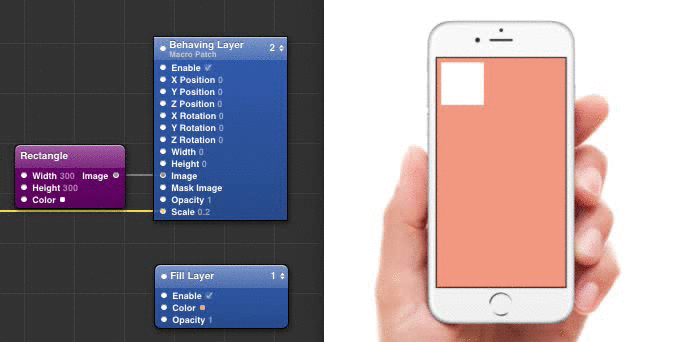 Behaving Layer 2
Macro Patch
Enable
X Position 0
Y Position 0
Z Position 0
X Rotation 0
Y Rotation 0
Z Rotation 0
Width 0
Height 0
Image
Mask Image
Opacity 1
Scale 0.2
Rectangle
Width 300 Image
Height 300
Color
Fill Layer 1
Enable
Color
Opacity 1